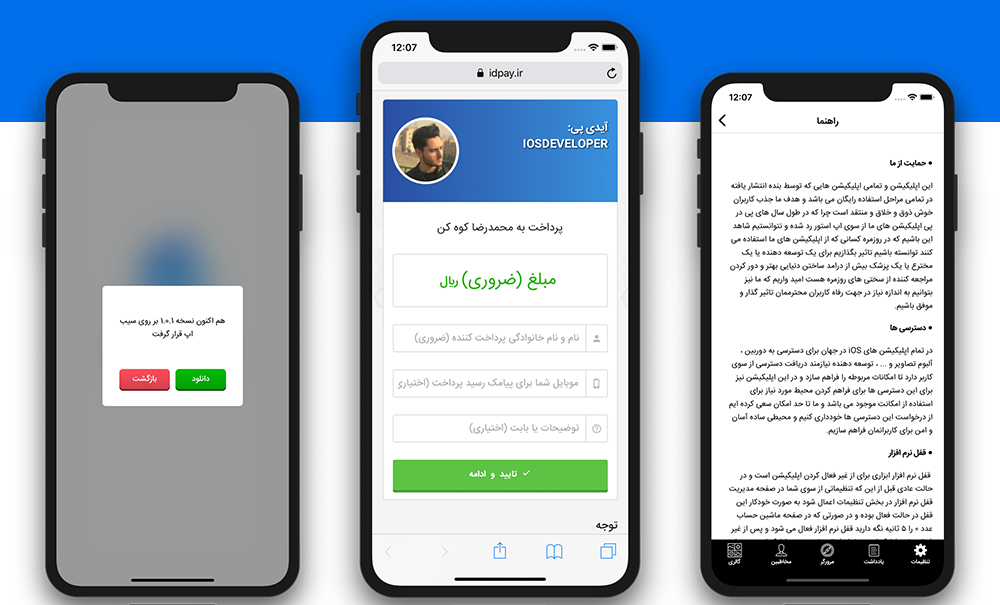 هم اکنون نسخه 1.0.1 بر روی سیب
اپ قرار گرفت
دانلود
بازگشت
12:07
idpay.ir
آیدی پی:
IOSDEVELOPER
پرداخت به محمدرضا کوه کن
مبلغ (ضروری) ریال
نام و نام خانوادگی پرداخت کننده (ضروری)
موبایل شما برای پیامک رسید پرداخت (اختیاری
توضیحات یا بابت (اختیاری)
تایید و ادامه
توجه
12:07
راهنما
• حمایت از ما
این اپلیکیشن و تمامی اپلیکیشن هایی که توسط بنده انتشار یافته
در تمامی مراحل استفاده رایگان می باشد و هدف ما جذب کاربران
خوش ذوق و خلاق و منتقد است چرا که در طول سال های پی در
پی اپلیکیشن های ما از سوی اپ استور رد شده و نتوانستیم شاهد
این باشیم که در روزمره کسانی که از اپلیکیشن های ما استفاده می
کنند توانسته باشیم تاثیر بگذازیم برای یک توسعه دهنده یا یک
مخترع یا یک پزشک بیش از درامد ساختن دنیایی بهتر و دور کردن
مراجعه کننده از سختی های روزمره هست امید واریم که ما نیز
بتوانیم به اندازه نیاز در جهت رفاه کاربران محترممان تاثیر گذار و
موفق باشیم.
• دسترسی ها
در تمام اپلیکیشن های iOS در جهان برای دسترسی به دوربین ،
آلبوم تصاویر و ... ، توسعه دهنده نیازمند دریافت دسترسی از سوی
کاربر دارد تا امکانات مربوطه را فراهم سازد و در این اپلیکیشن نیز
برای این دسترسی ها برای فراهم کردن محیط مورد نیاز برای
استفاده از امکانت موجود می باشد و ما تا حد امکان سعی کرده ایم
از درخواست این دسترسی ها خودداری کنیم و محیطی ساده آسان
و امن برای کاربرانمان فراهم سازیم.
• قفل نرم افزار
قفل نرم افزار ابزاری برای از غیر فعال کردن اپلیکیشن است و در
حالت عادی قبل از این که تنظیماتی از سوی شما در صفحه مدیریت
قفل نرم افزار در بخش تنظیمات اعمال شود به صورت خودکار این
قفل در حالت فعال بوده و در صورتی که در صفحه ماشین حساب
عدد ۰ را ۵ ثانیه نگه دارید قفل نرم افزار فعال می شود و پس از غیر
تنظیمات
یادداشت
مرورگر
مخاطبین
گالری